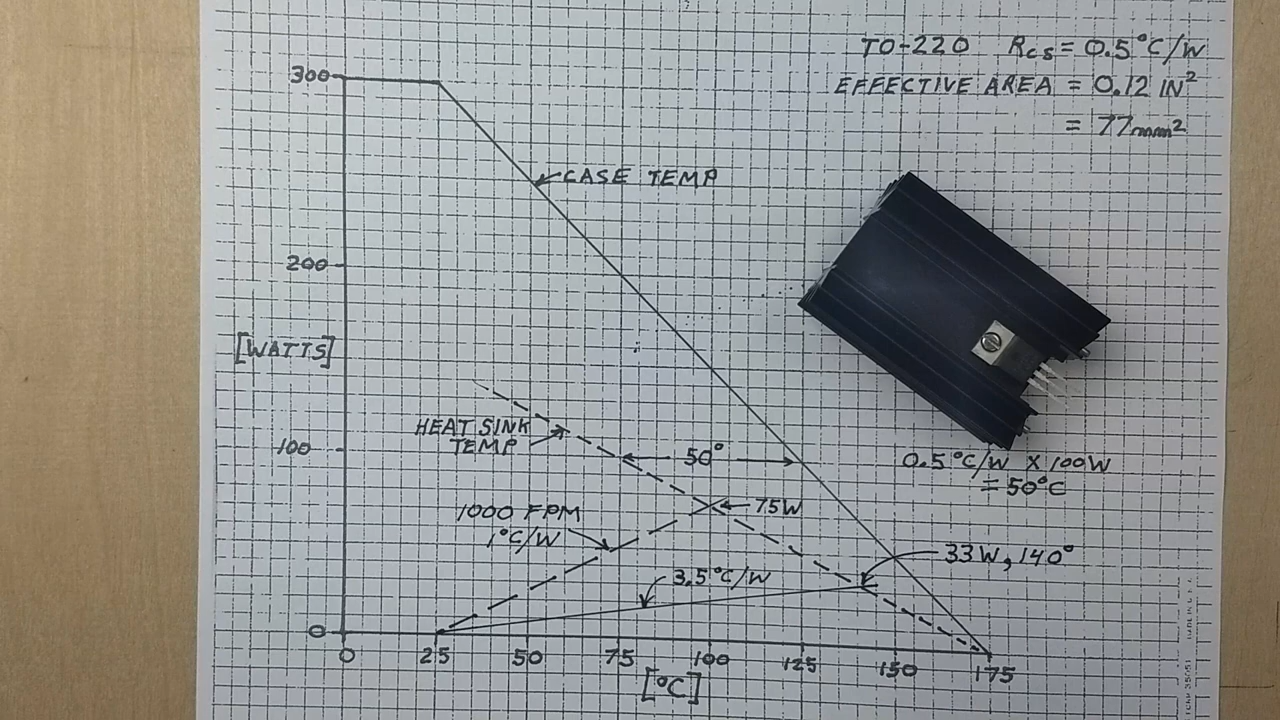 TO-220 Rcs = 0.5°C/W
EFFECTIVE AREA = 0.12 IN²
= 77mm²
300
CASE TEMP
200
[WATTS]
HEAT SINK
TEMP
100
50°
0.5°C/W X 100W
= 50°C
1000 FPM
1°C/W
75W
33W, 140°
3.5°C/W
0
0 25 50 75 100 125 150 175
[°C]